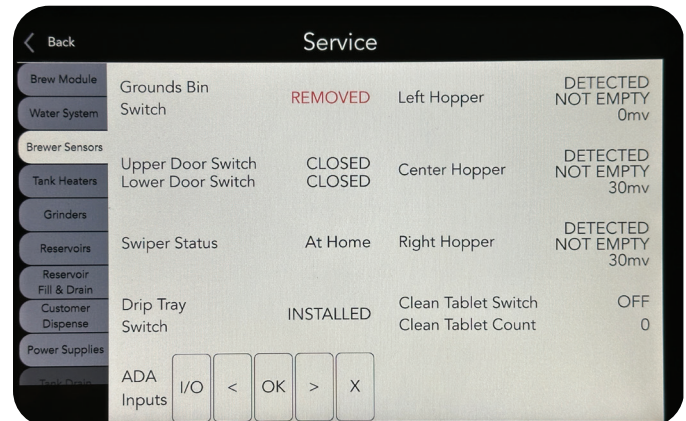 Back
Service
Brew Module
Water System
Brewer Sensors
Tank Heaters
Grinders
Reservoirs
Reservoir
Fill & Drain
Customer
Dispense
Power Supplies
Tank Drain
Grounds Bin
Switch
REMOVED
Left Hopper
DETECTED
NOT EMPTY
0mv
Upper Door Switch CLOSED
Lower Door Switch CLOSED
Center Hopper
DETECTED
NOT EMPTY
30mv
Swiper Status At Home
Right Hopper
DETECTED
NOT EMPTY
30mv
Drip Tray
Switch
INSTALLED
Clean Tablet Switch OFF
Clean Tablet Count 0
ADA
Inputs
I/O < OK > X